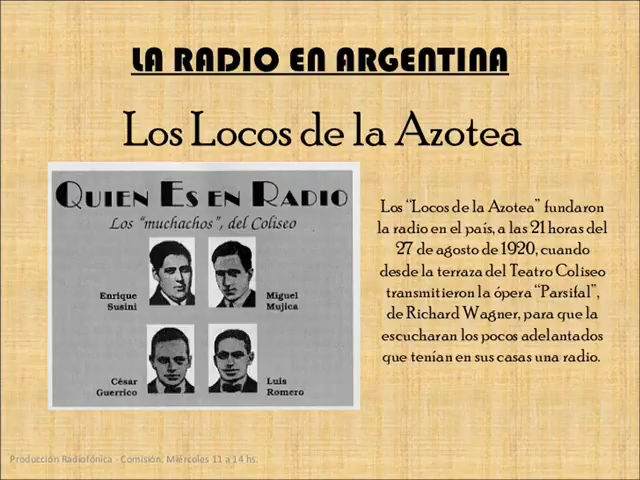 LA RADIO EN ARGENTINA
Los Locos de la Azotea
QUIEN ES EN RADIO
Los "muchachos", del Coliseo
Enrique
Susini
Miguel
Mujica
César
Guerrico
Luis
Romero
Los "Locos de la Azotea" fundaron
la radio en el país, a las 21 horas del
27 de agosto de 1920, cuando
desde la terraza del Teatro Coliseo
transmitieron la ópera "Parsifal",
de Richard Wagner, para que la
escucharan los pocos adelantados
que tenían en sus casas una radio.
Producción Radiofónica - Comisión: Miércoles 11 a 14 hs.